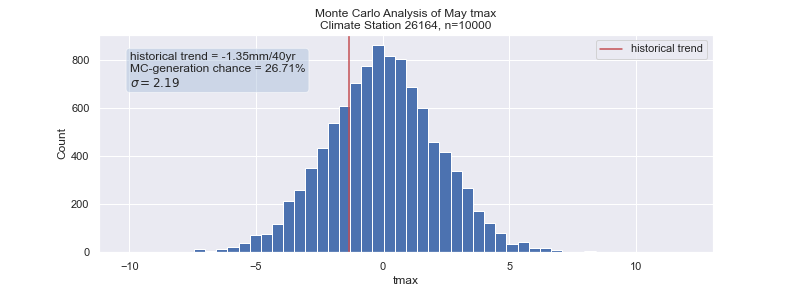 Monte Carlo Analysis of May tmax
Climate Station 26164, n=10000
historical trend = -1.35mm/40yr
MC-generation chance = 26.71%
σ = 2.19
historical trend
800
600
400
200
0
Count
−10
−5
0
5
10
tmax